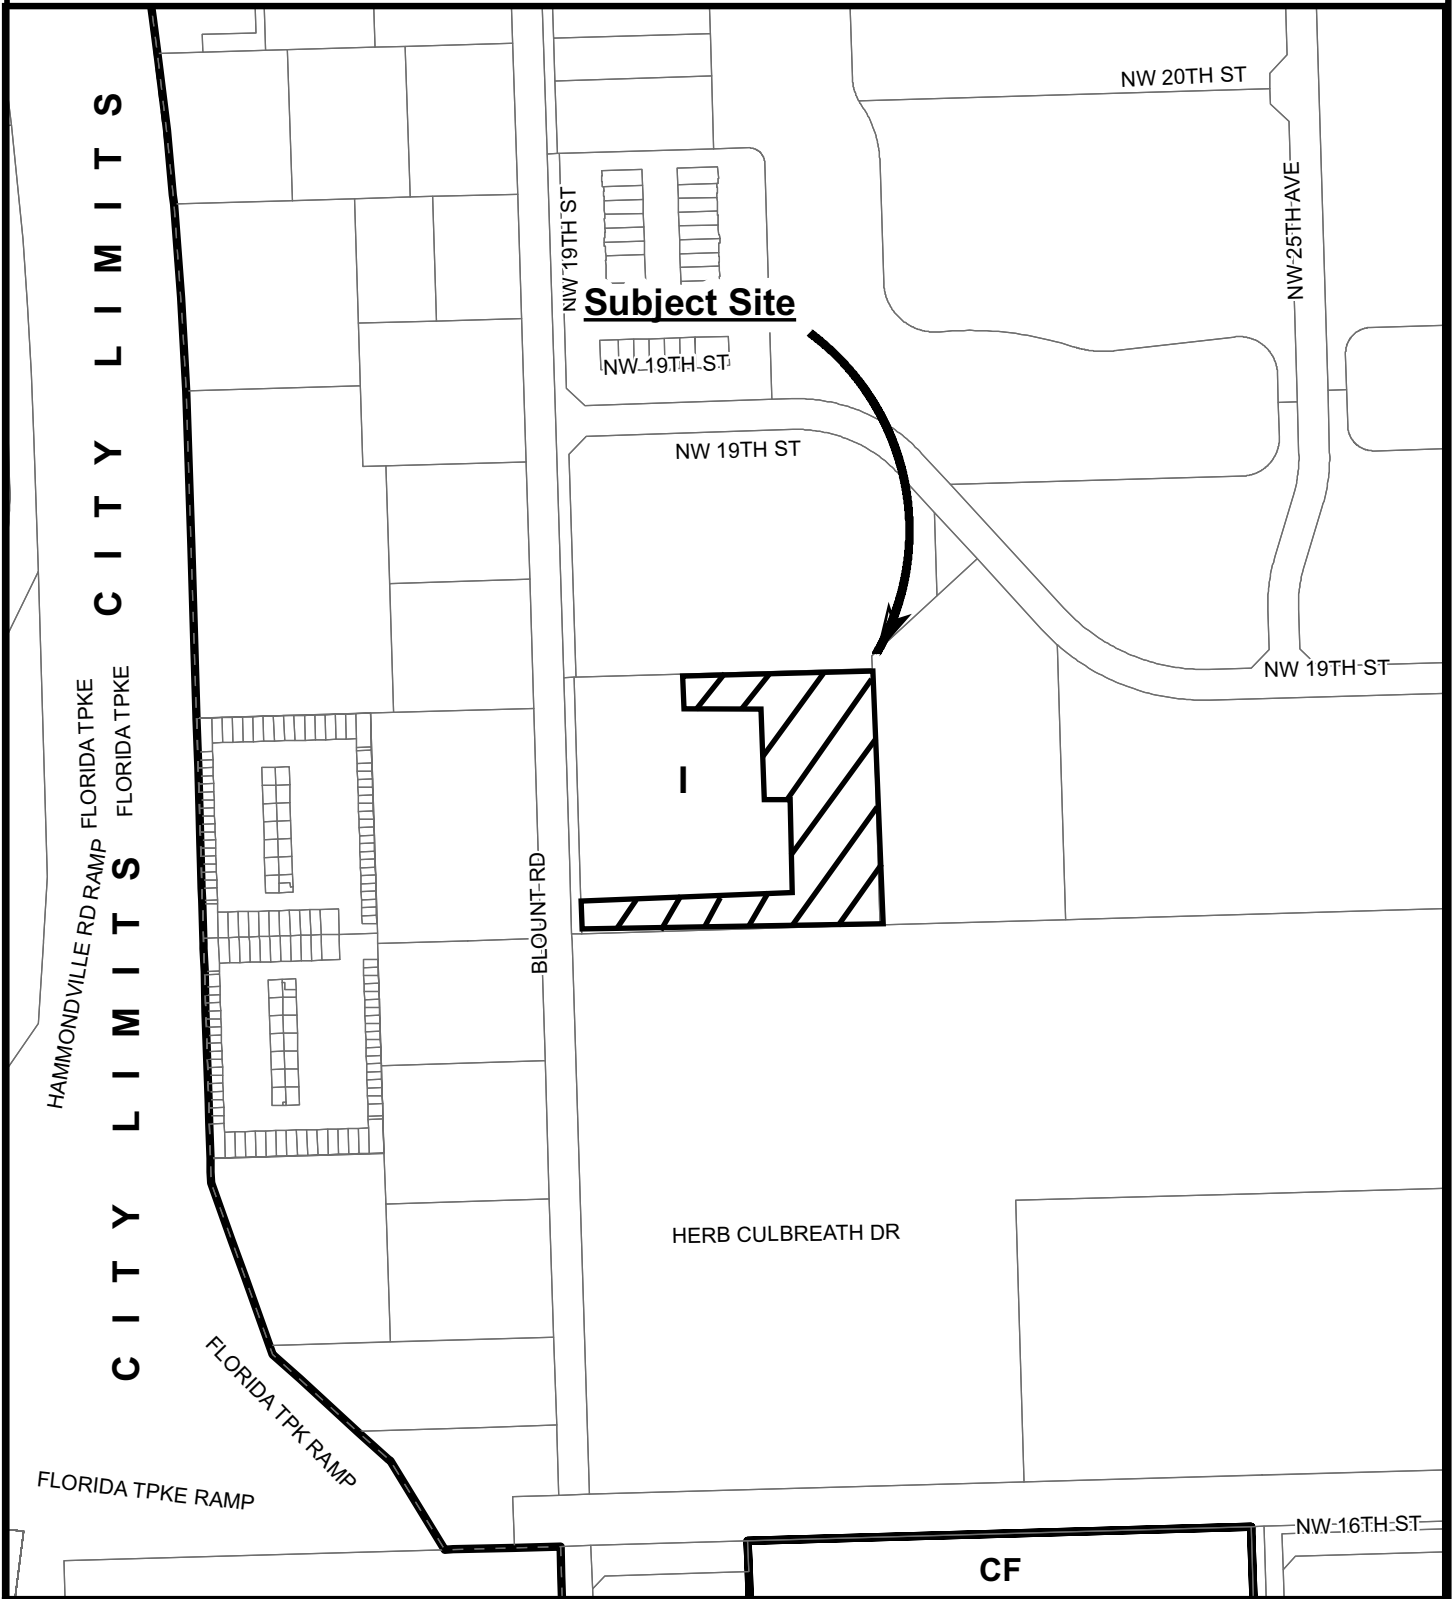 NW 20TH ST
CITY LIMITS
NW 25TH AVE
NW 19TH ST
Subject Site
NW 19TH ST
NW 19TH ST
NW 19TH ST
FLORIDA TPKE
FLORIDA TPKE
I
HAMMONDVILLE RD RAMP
BLOUNT RD
CITY LIMITS
HERB CULBREATH DR
FLORIDA TPK RAMP
FLORIDA TPKE RAMP
NW 16TH ST
CF